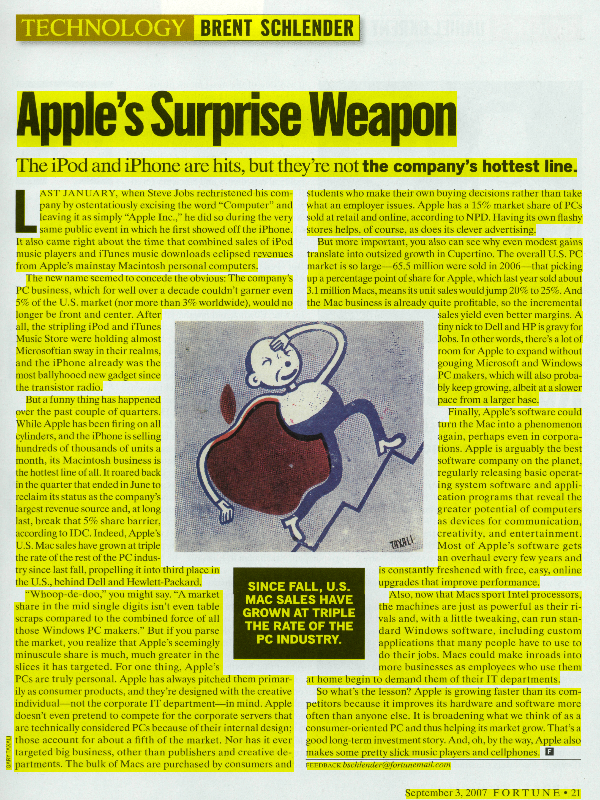 TECHNOLOGY BRENT SCHLENDER
Apple's Surprise Weapon
The iPod and iPhone are hits, but they're not the company's hottest line.
LAST JANUARY, when Steve Jobs rechristened his com-
pany by ostentatiously excising the word "Computer" and
leaving it as simply "Apple Inc.," he did so during the very
same public event in which he first showed off the iPhone.
It also came right about the time that combined sales of iPod
music players and iTunes music downloads eclipsed revenues
from Apple's mainstay Macintosh personal computers.
The new name seemed to concede the obvious: The company's
PC business, which for well over a decade couldn't garner even
5% of the U.S. market (nor more than 3% worldwide), would no
longer be front and center. After
all, the stripling iPod and iTunes
Music Store were holding almost
Microsoftian sway in their realms,
and the iPhone already was the
most ballyhooed new gadget since
the transistor radio.
But a funny thing has happened
over the past couple of quarters.
While Apple has been firing on all
cylinders, and the iPhone is selling
hundreds of thousands of units a
month, its Macintosh business is
the hottest line of all. It roared back
in the quarter that ended in June to
reclaim its status as the company's
largest revenue source and, at long
last, break that 5% share barrier,
according to IDC. Indeed, Apple's
U.S. Mac sales have grown at triple
the rate of the rest of the PC indus-
try since last fall, propelling it into third place in
the U.S., behind Dell and Hewlett-Packard.
"Whoop-de-doo," you might say. "A market
share in the mid single digits isn't even table
scraps compared to the combined force of all
those Windows PC makers." But if you parse
the market, you realize that Apple's seemingly
minuscule share is much, much greater in the
slices it has targeted. For one thing, Apple's
PCs are truly personal. Apple has always pitched them primar-
ily as consumer products, and they're designed with the creative
individual—not the corporate IT department—in mind. Apple
doesn't even pretend to compete for the corporate servers that
are technically considered PCs because of their internal design;
those account for about a fifth of the market. Nor has it ever
targeted big business, other than publishers and creative de-
partments. The bulk of Macs are purchased by consumers and
students who make their own buying decisions rather than take
what an employer issues. Apple has a 15% market share of PCs
sold at retail and online, according to NPD. Having its own flashy
stores helps, of course, as does its clever advertising.
But more important, you also can see why even modest gains
translate into outsized growth in Cupertino. The overall U.S. PC
market is so large—65.5 million were sold in 2006—that picking
up a percentage point of share for Apple, which last year sold about
3.1 million Macs, means its unit sales would jump 20% to 25%. And
the Mac business is already quite profitable, so the incremental
sales yield even better margins. A
tiny nick to Dell and HP is gravy for
Jobs. In other words, there's a lot of
room for Apple to expand without
gouging Microsoft and Windows
PC makers, which will also proba-
bly keep growing, albeit at a slower
pace from a larger base.
Finally, Apple's software could
turn the Mac into a phenomenon
again, perhaps even in corpora-
tions. Apple is arguably the best
software company on the planet,
regularly releasing basic operat-
ing system software and appli-
cation programs that reveal the
greater potential of computers
as devices for communication,
creativity, and entertainment.
Most of Apple's software gets
an overhaul every few years and
is constantly freshened with free, easy, online
upgrades that improve performance.
Also, now that Macs sport Intel processors,
the machines are just as powerful as their ri-
vals and, with a little tweaking, can run stan-
dard Windows software, including custom
applications that many people have to use to
do their jobs. Macs could make inroads into
more businesses as employees who use them
at home begin to demand them of their IT departments.
So what's the lesson? Apple is growing faster than its com-
petitors because it improves its hardware and software more
often than anyone else. It is broadening what we think of as a
consumer-oriented PC and thus helping its market grow. That's a
good long-term investment story. And, oh, by the way, Apple also
makes some pretty slick music players and cellphones. F
FEEDBACK bschlender@fortunemail.com
TAXALI
SINCE FALL, U.S.
MAC SALES HAVE
GROWN AT TRIPLE
THE RATE OF THE
PC INDUSTRY.
September 3, 2007 FORTUNE • 21